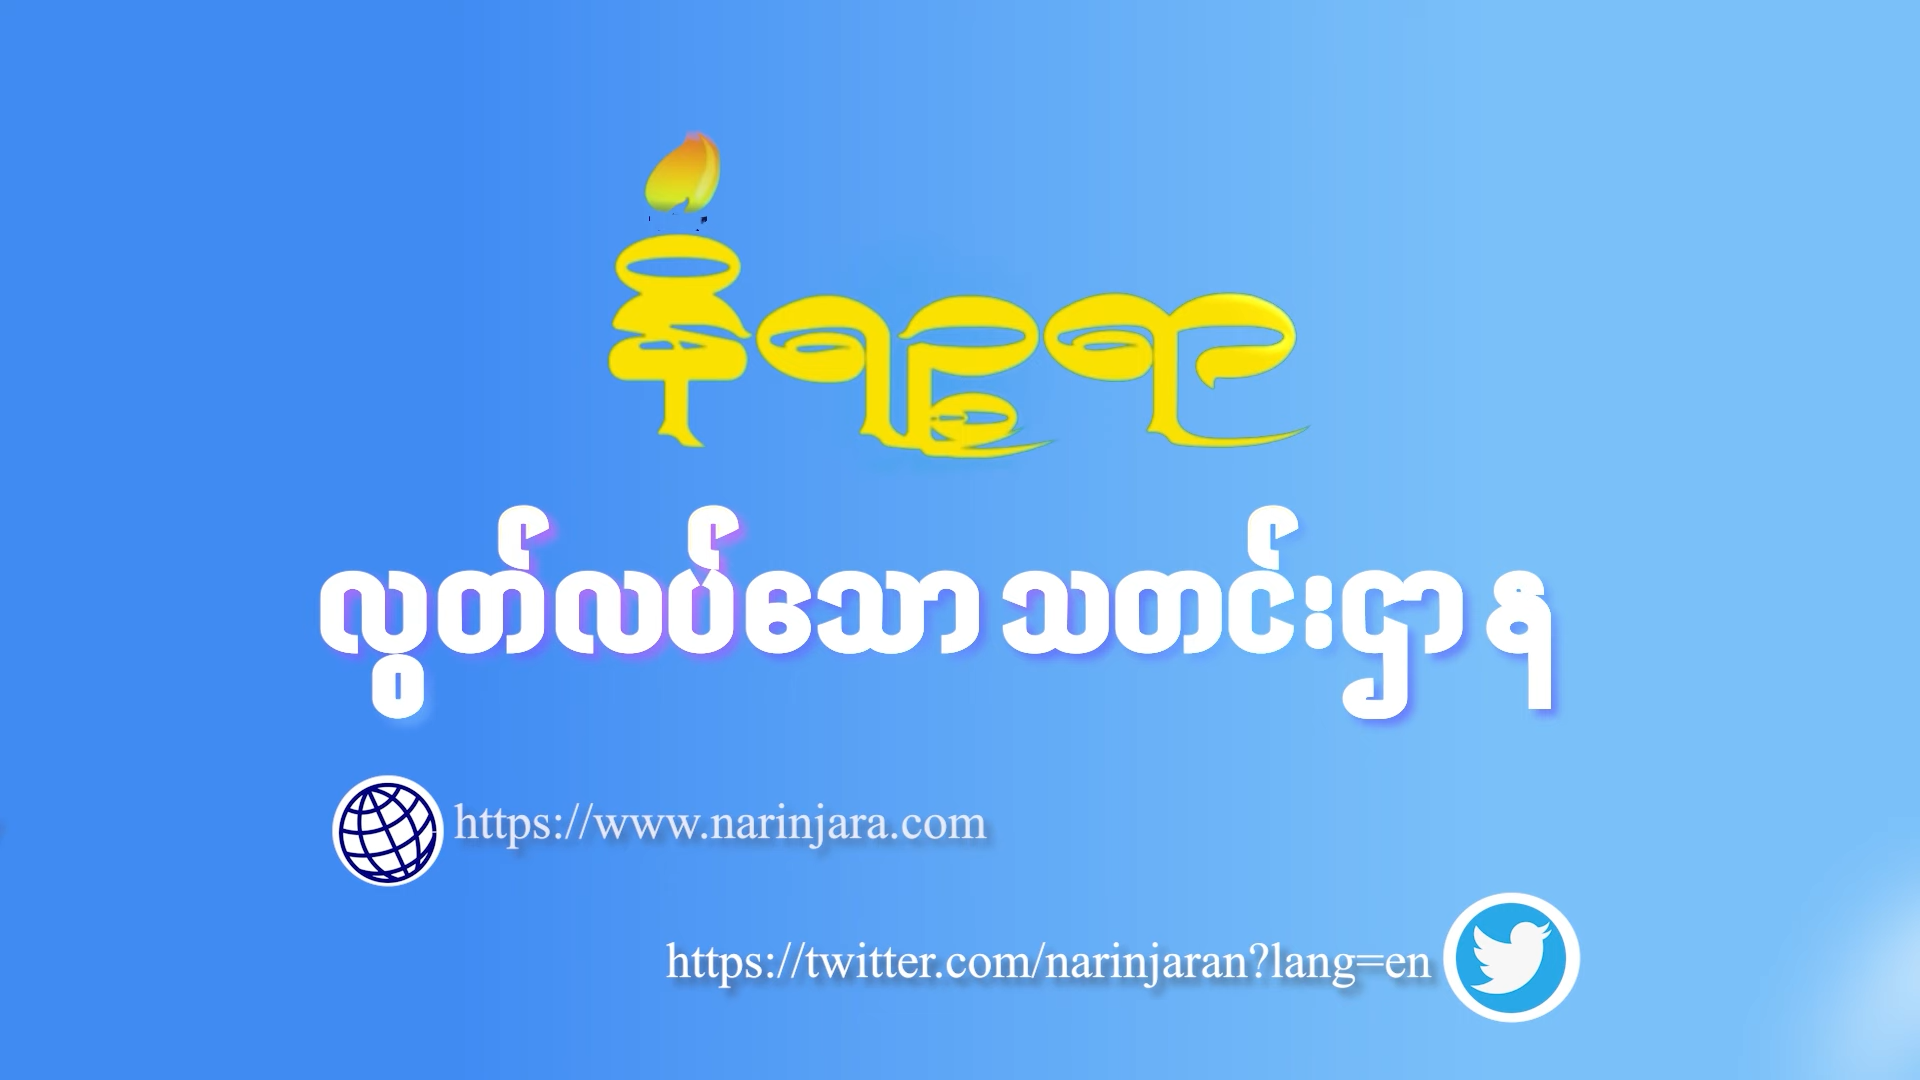 နိရဉ္စရာ
လွတ်လပ်သော သတင်းဌာ န
https://www.narinjara.com
https://twitter.com/narinjaran?lang=en